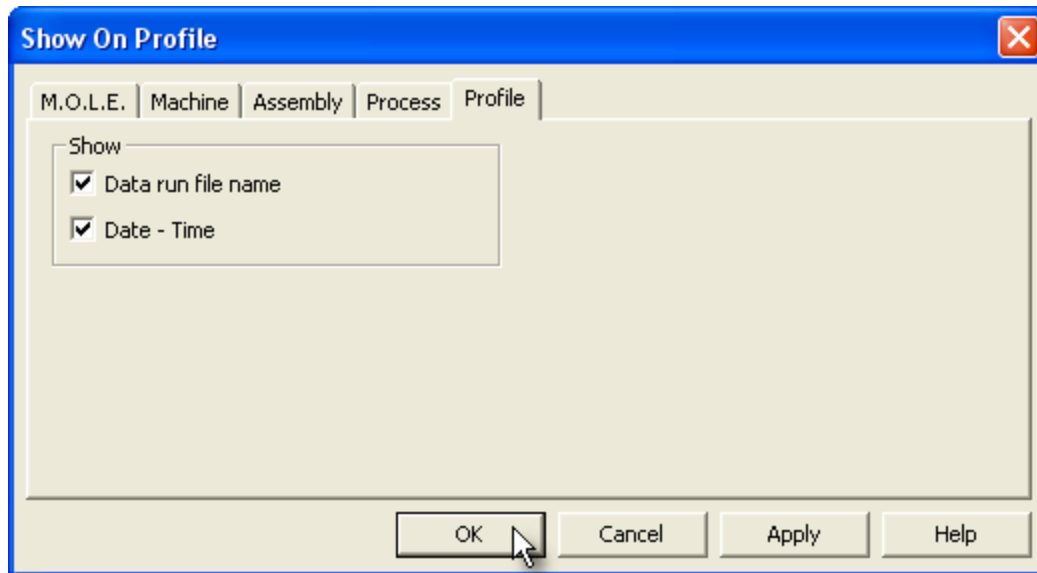 Show On Profile
M.O.L.E. Machine Assembly Process Profile
Show
Data run file name
Date - Time
OK Cancel Apply Help